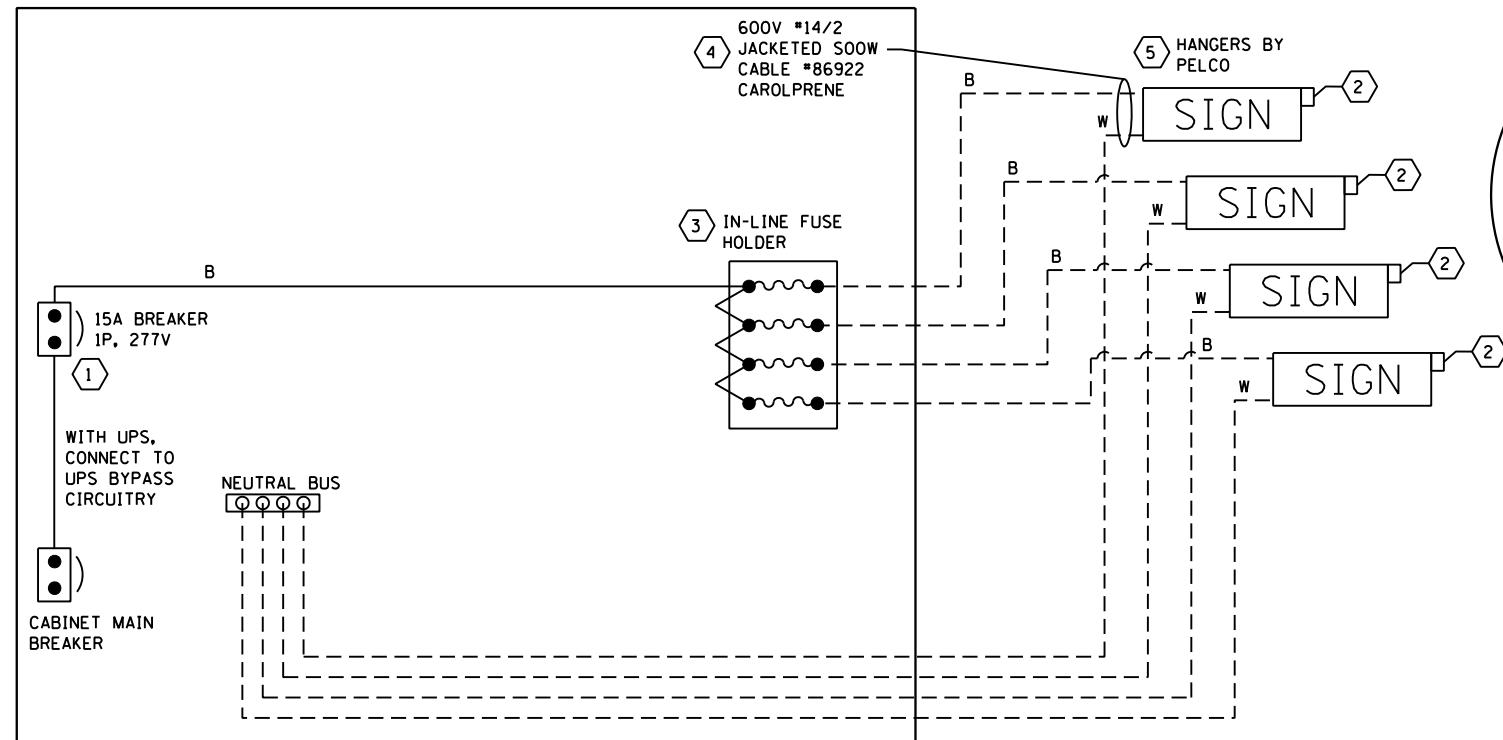 600V #14/2
JACKETED SOOW
CABLE #86922
CAROLPRENE
4
5
HANGERS BY
PELCO
B
2
SIGN
W
B
2
SIGN
W
3
IN-LINE FUSE
HOLDER
B
2
SIGN
W
B
15A BREAKER
1P, 277V
1
B
2
SIGN
W
WITH UPS,
CONNECT TO
UPS BYPASS
CIRCUITRY
NEUTRAL BUS
CABINET MAIN
BREAKER